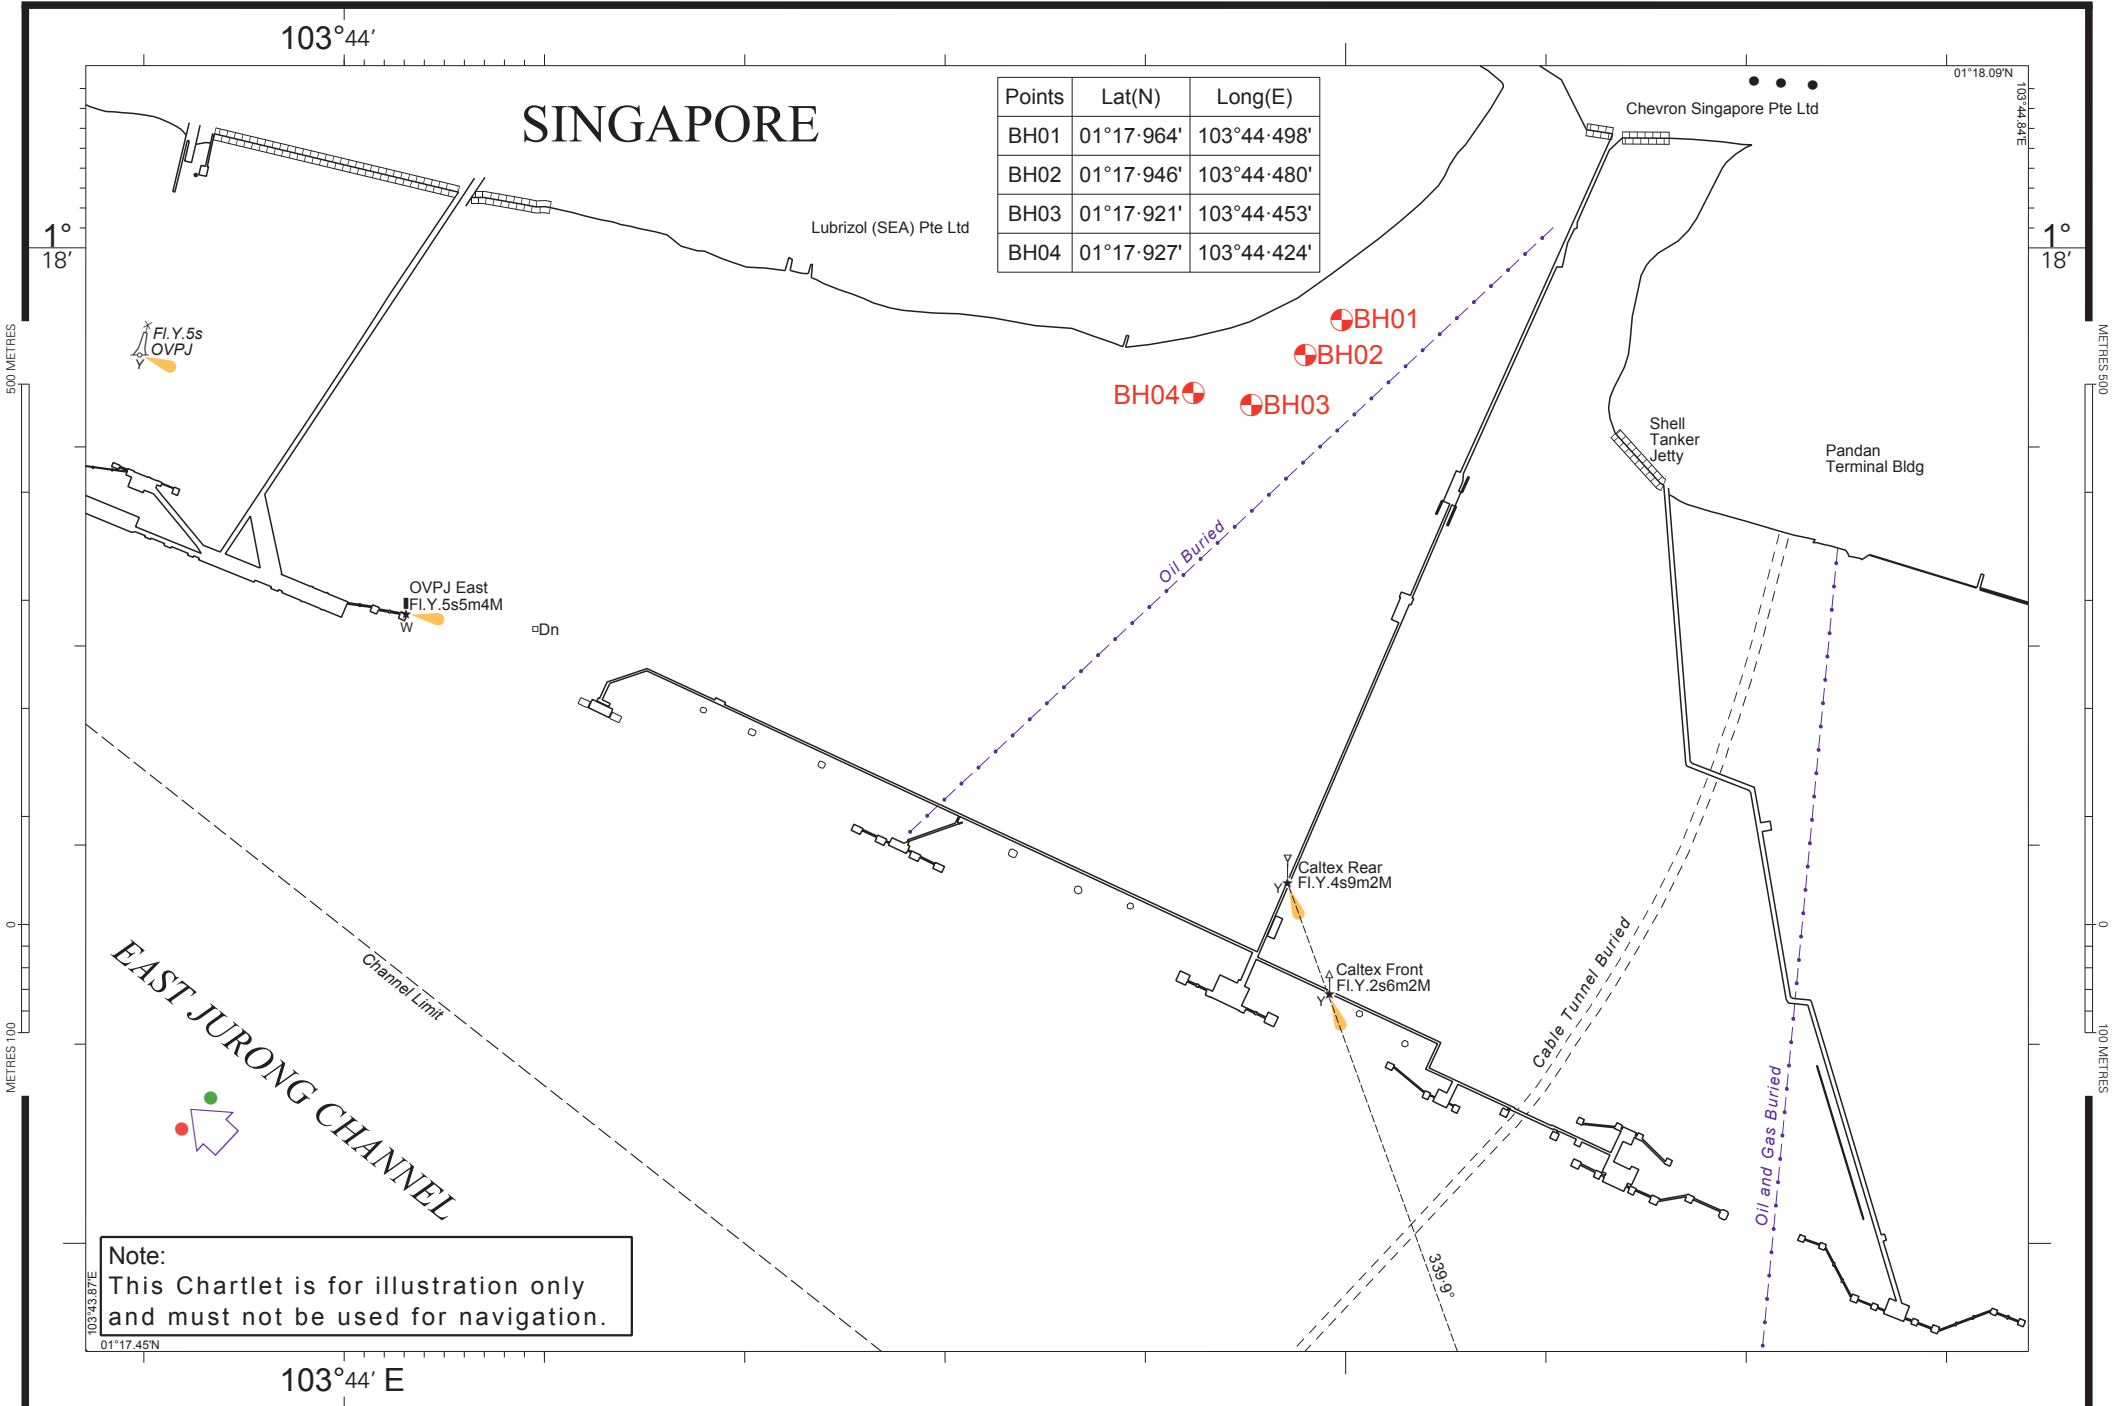 103°44′
01°18.09'N
103°44.84'E
SINGAPORE
Points Lat(N) Long(E)
BH01 01°17·964' 103°44·498'
BH02 01°17·946' 103°44·480'
BH03 01°17·921' 103°44·453'
BH04 01°17·927' 103°44·424'
Chevron Singapore Pte Ltd
Lubrizol (SEA) Pte Ltd
1°
18′
1°
18′
Fl.Y.5s
OVPJ
Y
BH01
BH02
BH04
BH03
500 METRES
METRES 500
Shell
Tanker
Jetty
Pandan
Terminal Bldg
Oil Buried
OVPJ East
Fl.Y.5s5m4M
W
Dn
Caltex Rear
Fl.Y.4s9m2M
Y
0
0
Caltex Front
Fl.Y.2s6m2M
Y
Channel Limit
Cable Tunnel Buried
EAST JURONG CHANNEL
METRES 100
100 METRES
Oil and Gas Buried
339·9°
Note:
This Chartlet is for illustration only
and must not be used for navigation.
103°43.87'E
01°17.45'N
103°44′ E